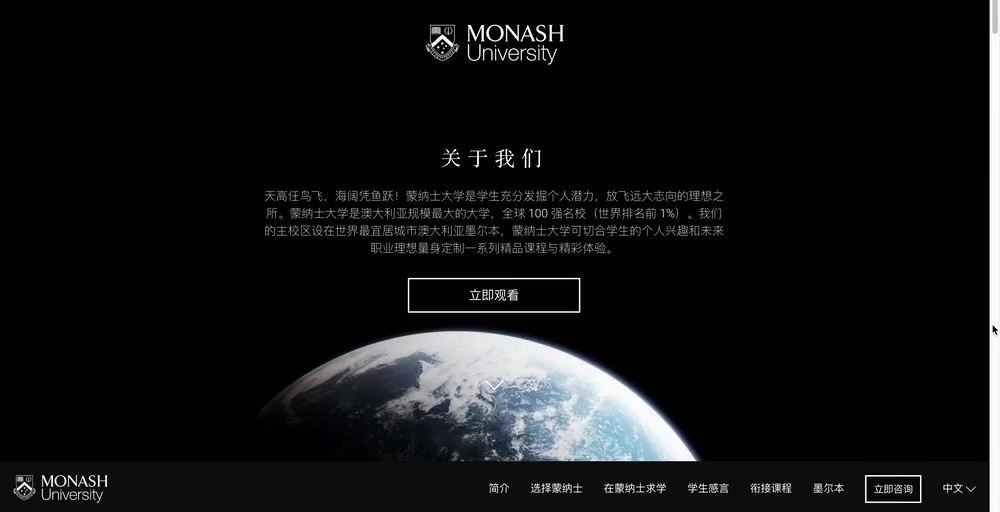 MONASH
University
关于我们
天高任鸟飞，海阔凭鱼跃！蒙纳士大学是学生充分发掘个人潜力，放飞远大志向的理想之
所。蒙纳士大学是澳大利亚规模最大的大学，全球 100 强名校（世界排名前 1%）。我们
的主校区设在世界最宜居城市澳大利亚墨尔本，蒙纳士大学可切合学生的个人兴趣和未来
职业理想量身定制一系列精品课程与精彩体验。
立即观看
MONASH
University
简介 选择蒙纳士 在蒙纳士求学 学生感言 衔接课程 墨尔本 立即咨询 中文